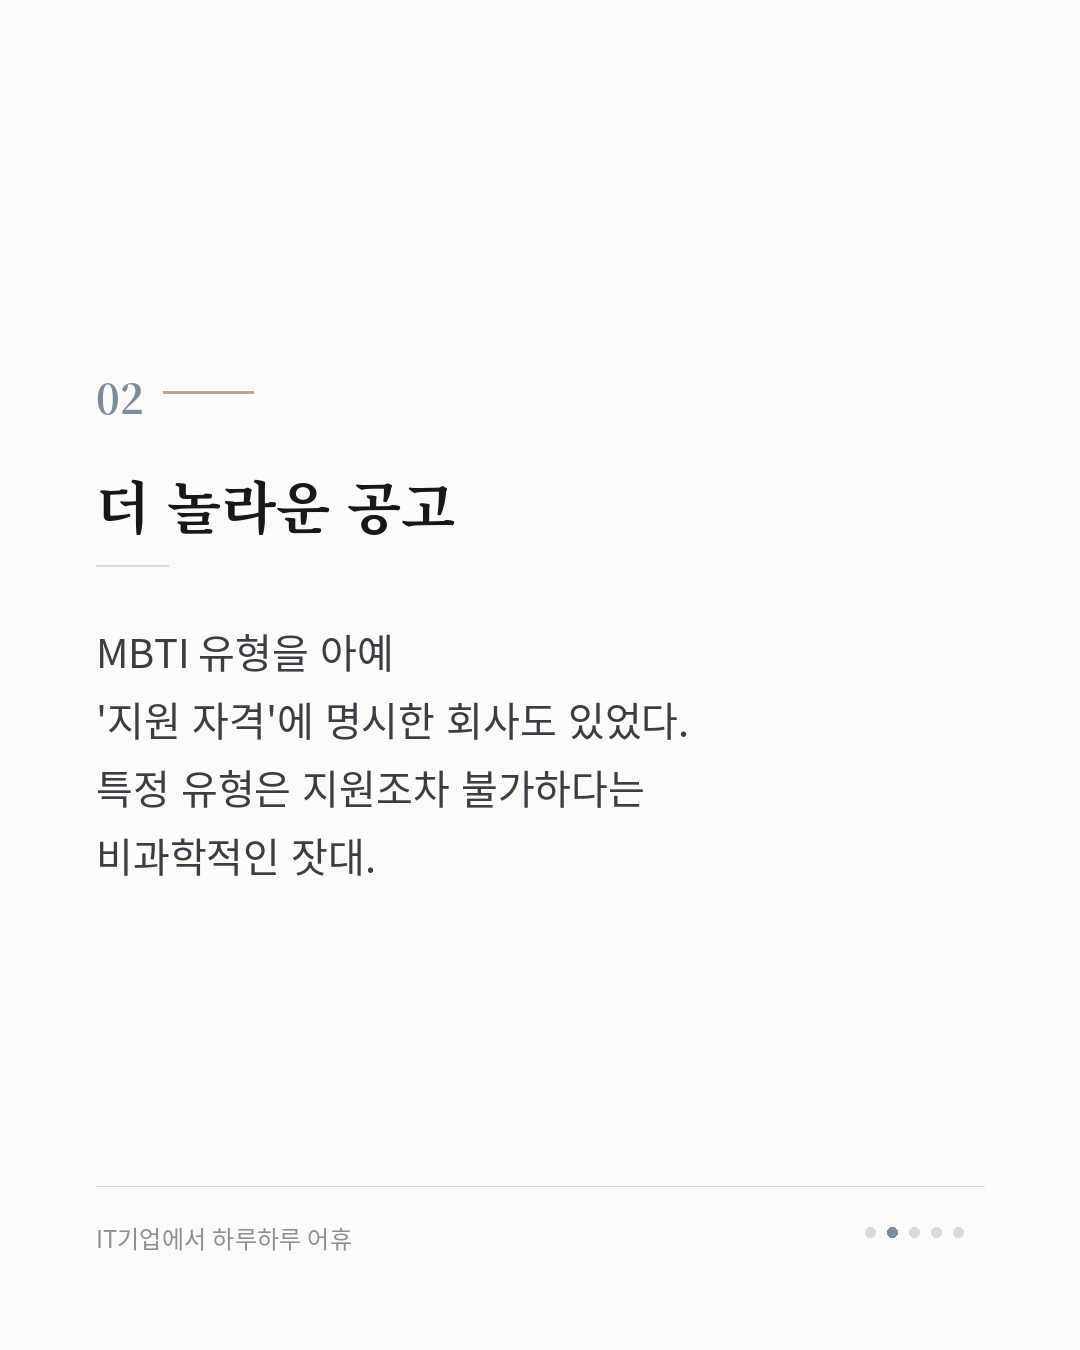 02
더 놀라운 공고
MBTI 유형을 아예
'지원 자격'에 명시한 회사도 있었다.
특정 유형은 지원조차 불가하다는
비과학적인 잣대.
IT기업에서 하루하루 어휴